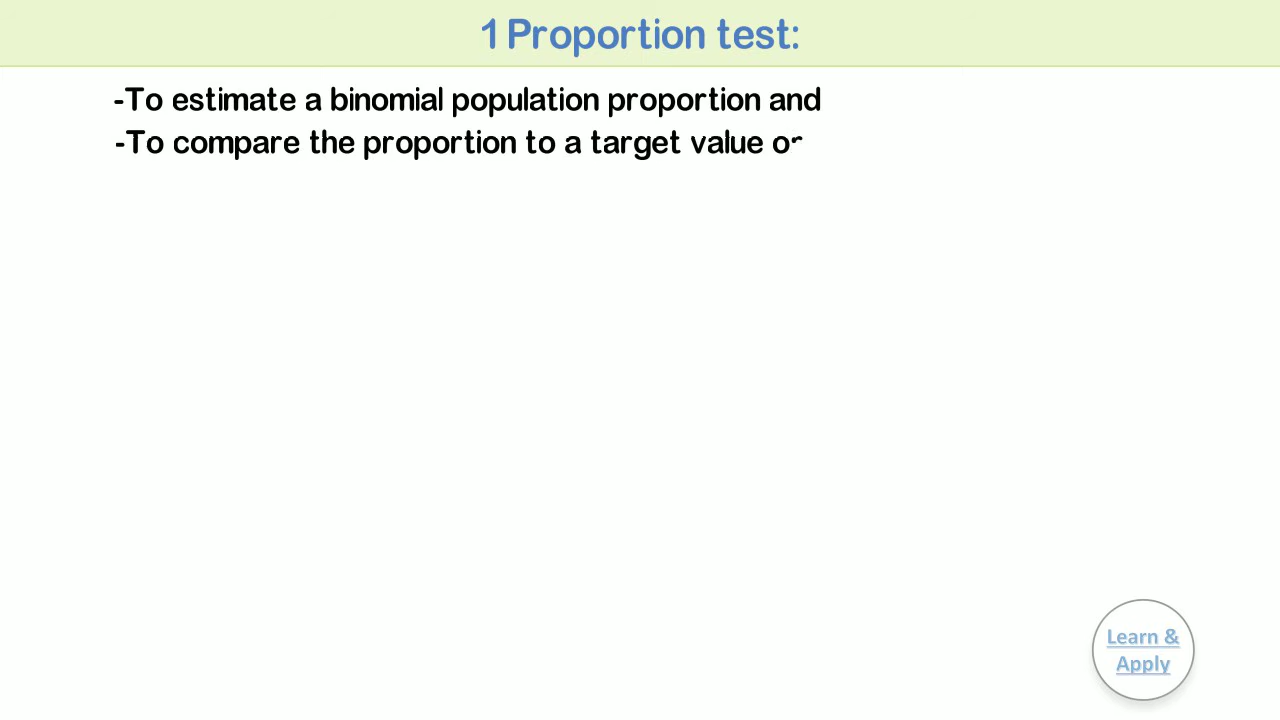 1 Proportion test:
-To estimate a binomial population proportion and
-To compare the proportion to a target value or
Learn &
Apply